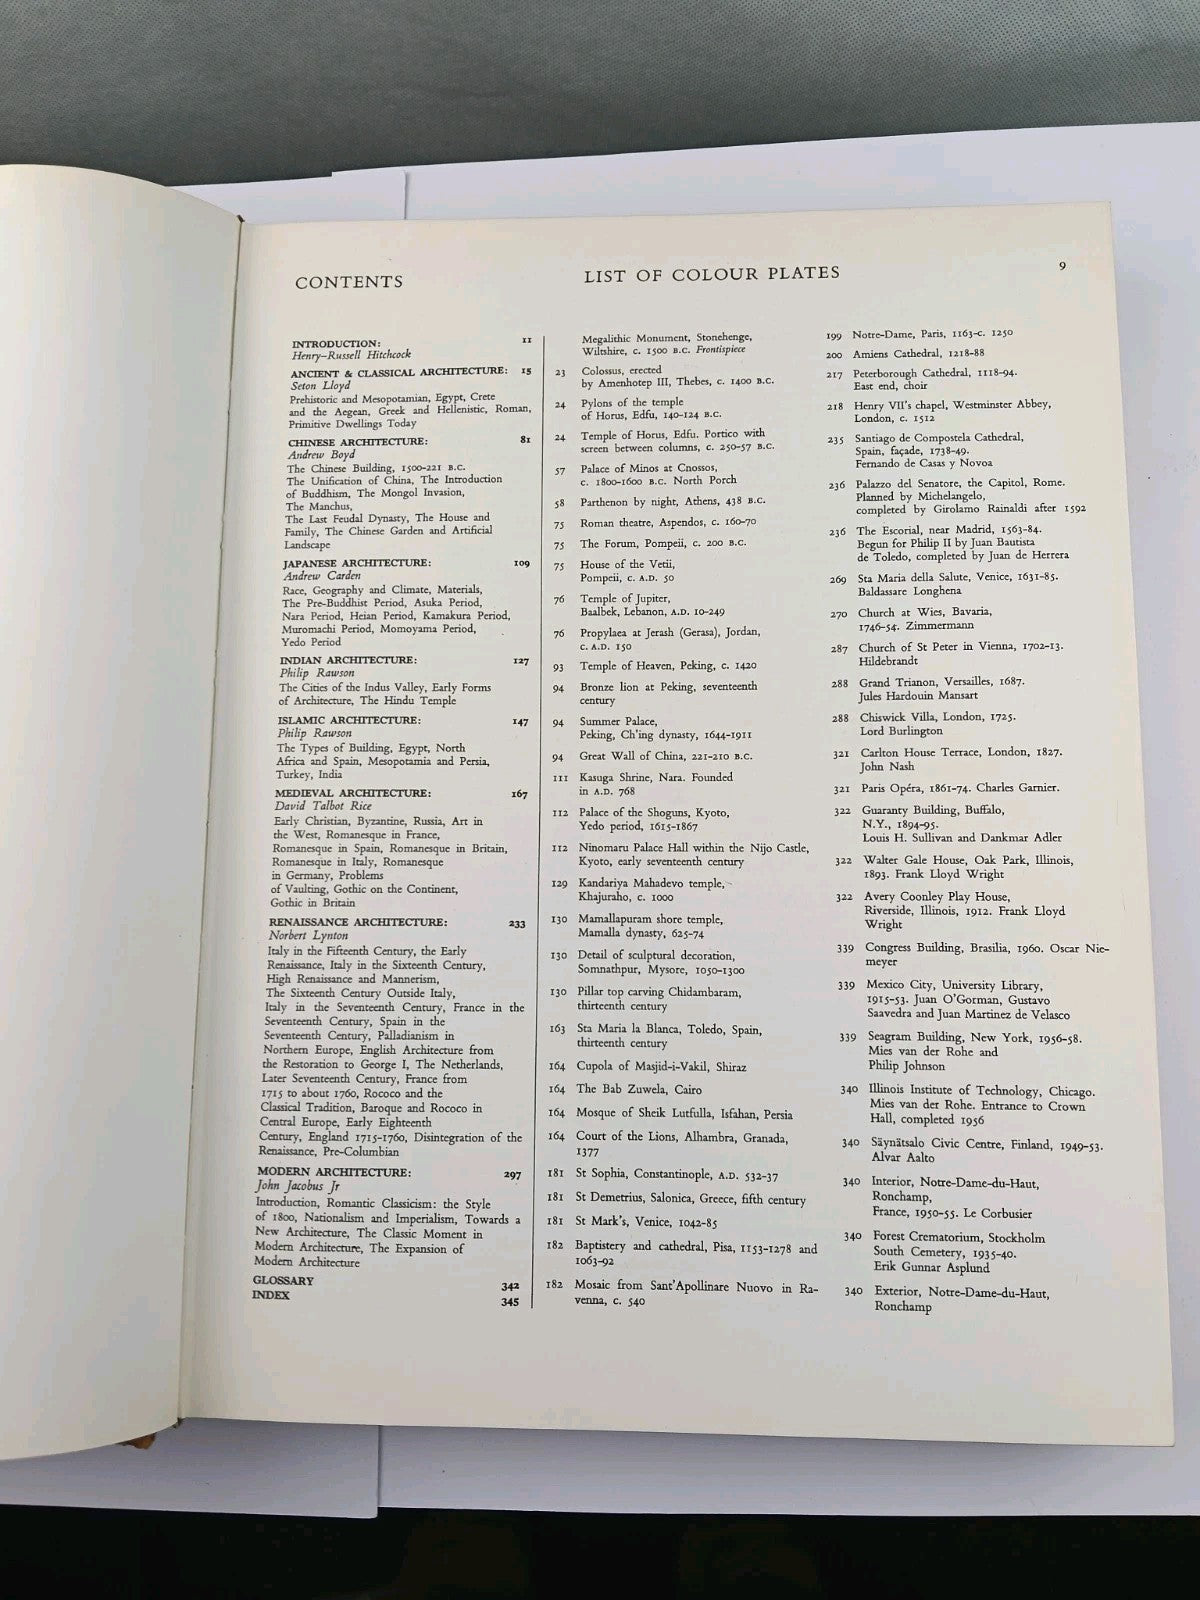 CONTENTS
INTRODUCTION: 11
Henry-Russell Hitchcock
ANCIENT & CLASSICAL ARCHITECTURE: 15
Seton Lloyd
Prehistoric and Mesopotamian, Egypt, Crete
and the Aegean, Greek and Hellenistic, Roman,
Primitive Dwellings Today
CHINESE ARCHITECTURE: 81
Andrew Boyd
The Chinese Building, 1500-221 B.C.
The Unification of China, The Introduction
of Buddhism, The Mongol Invasion,
The Manchus,
The Last Feudal Dynasty, The House and
Family, The Chinese Garden and Artificial
Landscape
JAPANESE ARCHITECTURE: 109
Andrew Carden
Race, Geography and Climate, Materials,
The Pre-Buddhist Period, Asuka Period,
Nara Period, Heian Period, Kamakura Period,
Muromachi Period, Momoyama Period,
Yedo Period
INDIAN ARCHITECTURE: 127
Philip Rawson
The Cities of the Indus Valley, Early Forms
of Architecture, The Hindu Temple
ISLAMIC ARCHITECTURE: 147
Philip Rawson
The Types of Building, Egypt, North
Africa and Spain, Mesopotamia and Persia,
Turkey, India
MEDIEVAL ARCHITECTURE: 167
David Talbot Rice
Early Christian, Byzantine, Russia, Art in
the West, Romanesque in France,
Romanesque in Spain, Romanesque in Britain,
Romanesque in Italy, Romanesque
in Germany, Problems
of Vaulting, Gothic on the Continent,
Gothic in Britain
RENAISSANCE ARCHITECTURE: 233
Norbert Lynton
Italy in the Fifteenth Century, the Early
Renaissance, Italy in the Sixteenth Century,
High Renaissance and Mannerism,
The Sixteenth Century Outside Italy,
Italy in the Seventeenth Century, France in the
Seventeenth Century, Spain in the
Seventeenth Century, Palladianism in
Northern Europe, English Architecture from
the Restoration to George I, The Netherlands,
Later Seventeenth Century, France from
1715 to about 1760, Rococo and the
Classical Tradition, Baroque and Rococo in
Central Europe, Early Eighteenth
Century, England 1715-1760, Disintegration of the
Renaissance, Pre-Columbian
MODERN ARCHITECTURE: 297
John Jacobus Jr
Introduction, Romantic Classicism: the Style
of 1800, Nationalism and Imperialism, Towards a
New Architecture, The Classic Moment in
Modern Architecture, The Expansion of
Modern Architecture
GLOSSARY 342
INDEX 345
LIST OF COLOUR PLATES
9
Megalithic Monument, Stonehenge,
Wiltshire, c. 1500 B.C. Frontispiece
23 Colossus, erected
by Amenhotep III, Thebes, c. 1400 B.C.
24 Pylons of the temple
of Horus, Edfu, 140-124 B.C.
24 Temple of Horus, Edfu. Portico with
screen between columns, c. 250-57 B.C.
57 Palace of Minos at Cnossos,
c. 1800-1600 B.C. North Porch
58 Parthenon by night, Athens, 438 B.C.
75 Roman theatre, Aspendos, c. 160-70
75 The Forum, Pompeii, c. 200 B.C.
75 House of the Vetii,
Pompeii, c. A.D. 50
76 Temple of Jupiter,
Baalbek, Lebanon, A.D. 10-249
76 Propylaea at Jerash (Gerasa), Jordan,
c. A.D. 150
93 Temple of Heaven, Peking, c. 1420
94 Bronze lion at Peking, seventeenth
century
94 Summer Palace,
Peking, Ch'ing dynasty, 1644-1911
94 Great Wall of China, 221-210 B.C.
111 Kasuga Shrine, Nara. Founded
in A.D. 768
112 Palace of the Shoguns, Kyoto,
Yedo period, 1615-1867
112 Ninomaru Palace Hall within the Nijo Castle,
Kyoto, early seventeenth century
129 Kandariya Mahadevo temple,
Khajuraho, c. 1000
130 Mamallapuram shore temple,
Mamalla dynasty, 625-74
130 Detail of sculptural decoration,
Somnathpur, Mysore, 1050-1300
130 Pillar top carving Chidambaram,
thirteenth century
163 Sta Maria la Blanca, Toledo, Spain,
thirteenth century
164 Cupola of Masjid-i-Vakil, Shiraz
164 The Bab Zuwela, Cairo
164 Mosque of Sheik Lutfulla, Isfahan, Persia
164 Court of the Lions, Alhambra, Granada,
1377
181 St Sophia, Constantinople, A.D. 532-37
181 St Demetrius, Salonica, Greece, fifth century
181 St Mark's, Venice, 1042-85
182 Baptistery and cathedral, Pisa, 1153-1278 and
1063-92
182 Mosaic from Sant'Apollinare Nuovo in Ra-
venna, c. 540
199 Notre-Dame, Paris, 1163-c. 1250
200 Amiens Cathedral, 1218-88
217 Peterborough Cathedral, 1118-94.
East end, choir
218 Henry VII's chapel, Westminster Abbey,
London, c. 1512
235 Santiago de Compostela Cathedral,
Spain, façade, 1738-49.
Fernando de Casas y Novoa
236 Palazzo del Senatore, the Capitol, Rome.
Planned by Michelangelo,
completed by Girolamo Rainaldi after 1592
236 The Escorial, near Madrid, 1563-84.
Begun for Philip II by Juan Bautista
de Toledo, completed by Juan de Herrera
269 Sta Maria della Salute, Venice, 1631-85.
Baldassare Longhena
270 Church at Wies, Bavaria,
1746-54. Zimmermann
287 Church of St Peter in Vienna, 1702-13.
Hildebrandt
288 Grand Trianon, Versailles, 1687.
Jules Hardouin Mansart
288 Chiswick Villa, London, 1725.
Lord Burlington
321 Carlton House Terrace, London, 1827.
John Nash
321 Paris Opéra, 1861-74. Charles Garnier.
322 Guaranty Building, Buffalo,
N.Y., 1894-95.
Louis H. Sullivan and Dankmar Adler
322 Walter Gale House, Oak Park, Illinois,
1893. Frank Lloyd Wright
322 Avery Coonley Play House,
Riverside, Illinois, 1912. Frank Lloyd
Wright
339 Congress Building, Brasilia, 1960. Oscar Nie-
meyer
339 Mexico City, University Library,
1915-53. Juan O'Gorman, Gustavo
Saavedra and Juan Martinez de Velasco
339 Seagram Building, New York, 1956-58.
Mies van der Rohe and
Philip Johnson
340 Illinois Institute of Technology, Chicago.
Mies van der Rohe. Entrance to Crown
Hall, completed 1956
340 Säynätsalo Civic Centre, Finland, 1949-53.
Alvar Aalto
340 Interior, Notre-Dame-du-Haut,
Ronchamp,
France, 1950-55. Le Corbusier
340 Forest Crematorium, Stockholm
South Cemetery, 1935-40.
Erik Gunnar Asplund
340 Exterior, Notre-Dame-du-Haut,
Ronchamp